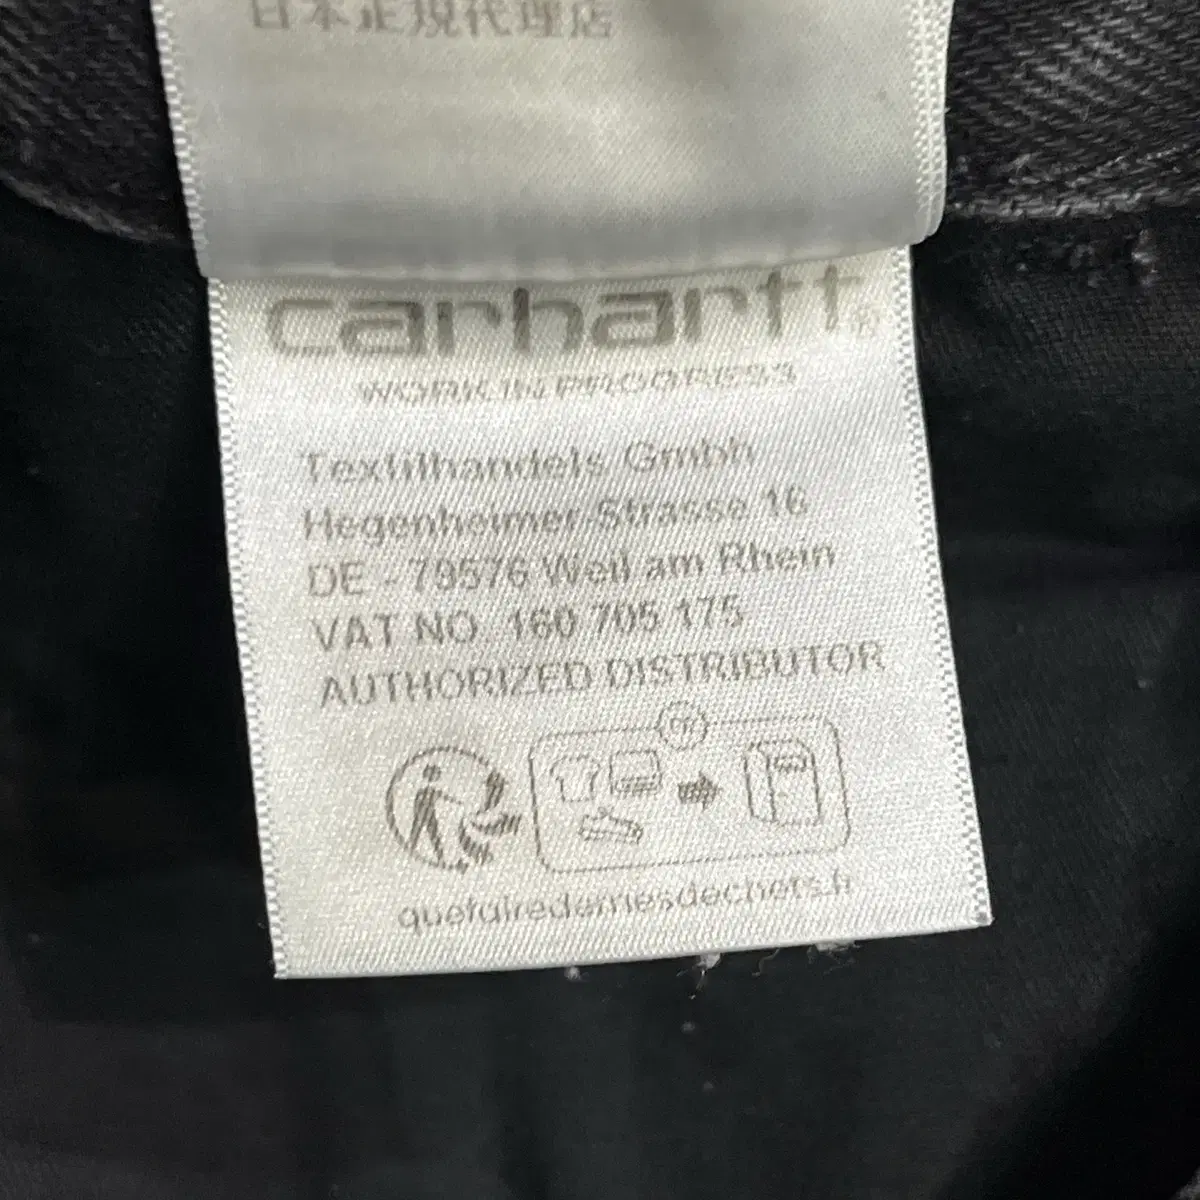 日本正規代理店
carhartt®
WORK IN PROGRESS
Textilhandels Gmbh
Hegenheimer Strasse 16
DE - 79576 Weil am Rhein
VAT NO. 160 705 175
AUTHORIZED DISTRIBUTOR
FR
quefairedemesdechets.fr